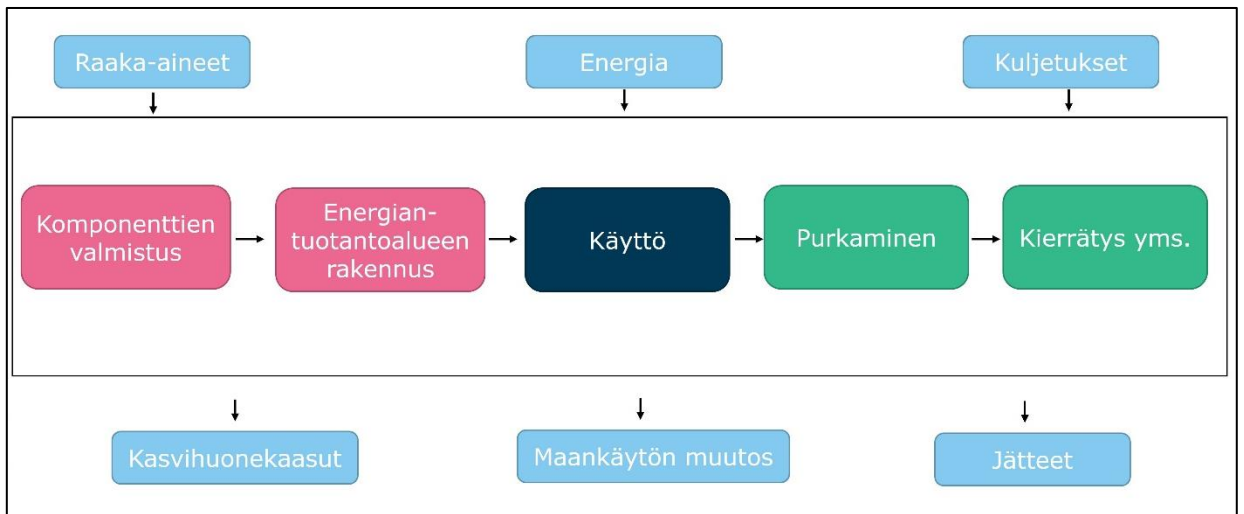 Raaka-aineet
Energia
Kuljetukset
Komponenttien
valmistus
Energian-
tuotantoalueen
rakennus
Käyttö
Purkaminen
Kierrätys yms.
Kasvihuonekaasut
Maankäytön muutos
Jätteet